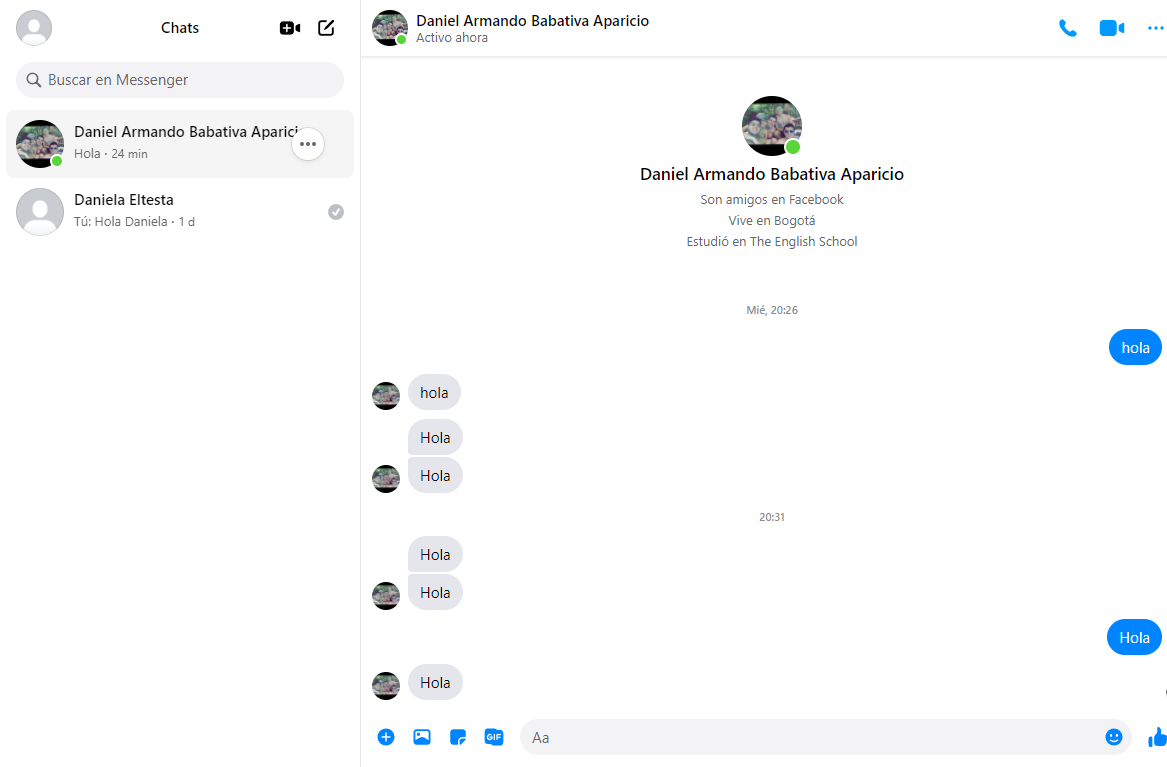 Chats
Buscar en Messenger
Daniel Armando Babativa Aparici
Hola · 24 min
Daniela Eltesta
Tú: Hola Daniela · 1 d
Daniel Armando Babativa Aparicio
Activo ahora
Daniel Armando Babativa Aparicio
Son amigos en Facebook
Vive en Bogotá
Estudió en The English School
Mié, 20:26
hola
hola
Hola
Hola
20:31
Hola
Hola
Hola
Hola
GIF
Aa